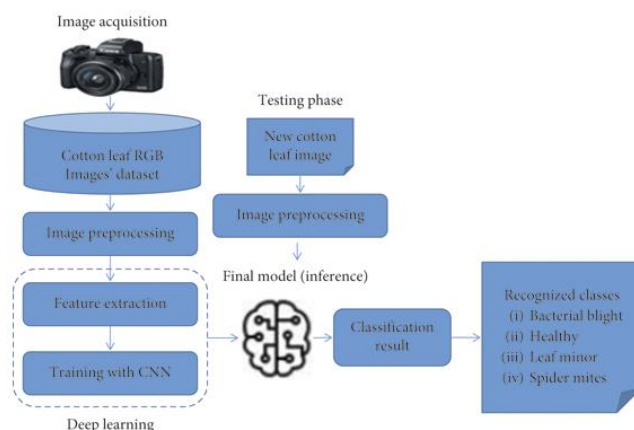 Image acquisition
Cotton leaf RGB
Images' dataset
Image preprocessing
Feature extraction
Training with CNN
Deep learning
Testing phase
New cotton
leaf image
Image preprocessing
Final model (inference)
Classification
result
Recognized classes
(i) Bacterial blight
(ii) Healthy
(iii) Leaf minor
(iv) Spider mites